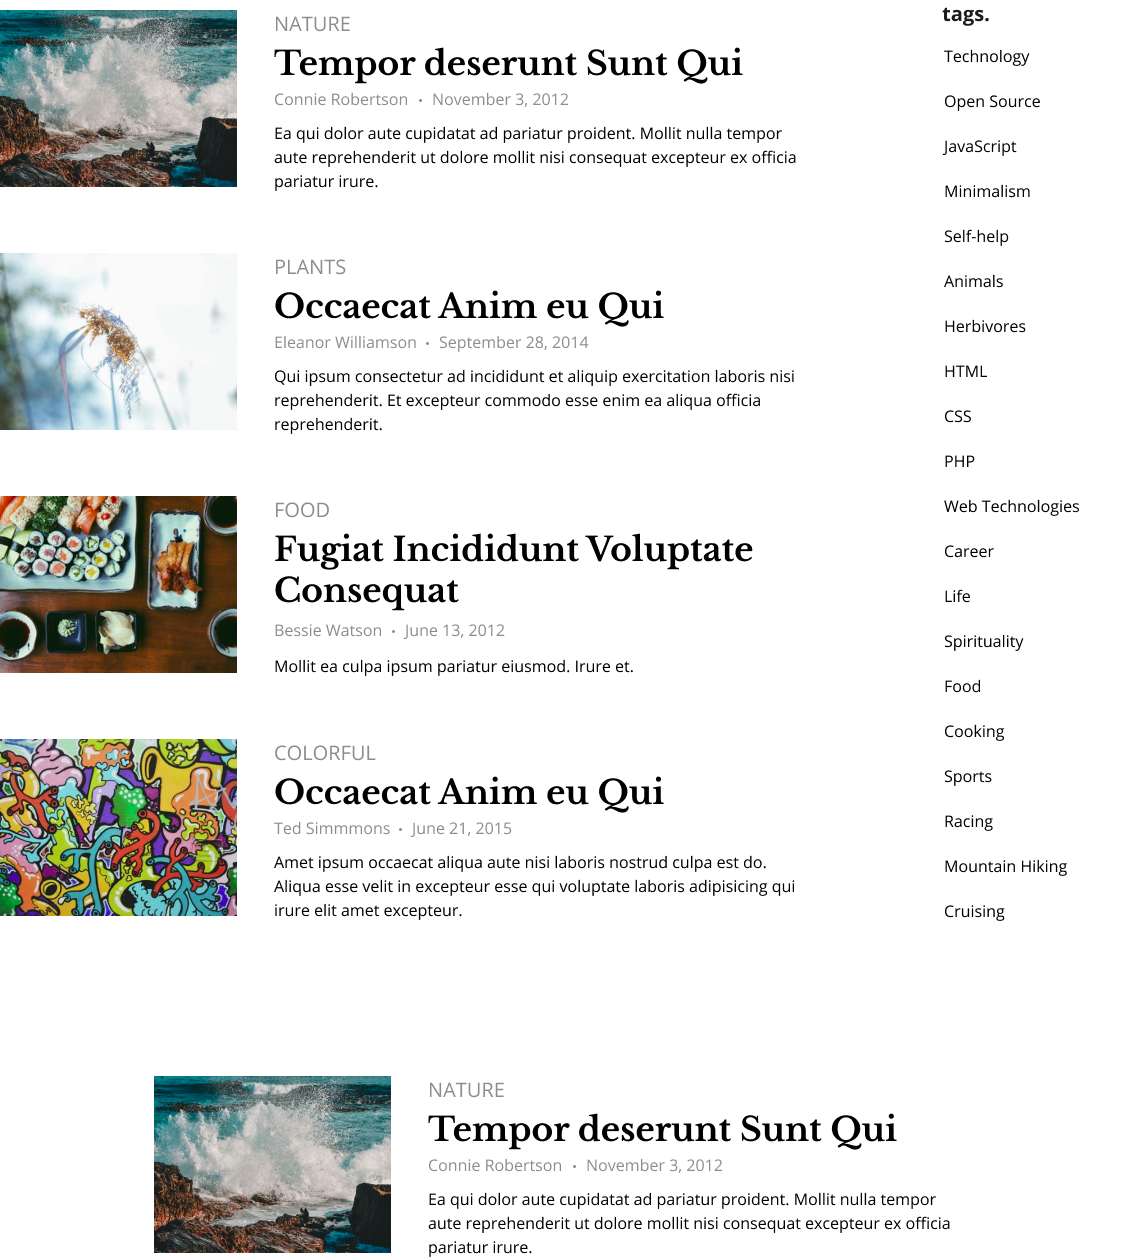 NATURE
Tempor deserunt Sunt Qui
Connie Robertson • November 3, 2012
Ea qui dolor aute cupidatat ad pariatur proident. Mollit nulla tempor
aute reprehenderit ut dolore mollit nisi consequat excepteur ex officia
pariatur irure.
PLANTS
Occaecat Anim eu Qui
Eleanor Williamson • September 28, 2014
Qui ipsum consectetur ad incididunt et aliquip exercitation laboris nisi
reprehenderit. Et excepteur commodo esse enim ea aliqua officia
reprehenderit.
FOOD
Fugiat Incididunt Voluptate
Consequat
Bessie Watson • June 13, 2012
Mollit ea culpa ipsum pariatur eiusmod. Irure et.
COLORFUL
Occaecat Anim eu Qui
Ted Simmmons • June 21, 2015
Amet ipsum occaecat aliqua aute nisi laboris nostrud culpa est do.
Aliqua esse velit in excepteur esse qui voluptate laboris adipisicing qui
irure elit amet excepteur.
tags.
Technology
Open Source
JavaScript
Minimalism
Self-help
Animals
Herbivores
HTML
CSS
PHP
Web Technologies
Career
Life
Spirituality
Food
Cooking
Sports
Racing
Mountain Hiking
Cruising
NATURE
Tempor deserunt Sunt Qui
Connie Robertson • November 3, 2012
Ea qui dolor aute cupidatat ad pariatur proident. Mollit nulla tempor
aute reprehenderit ut dolore mollit nisi consequat excepteur ex officia
pariatur irure.